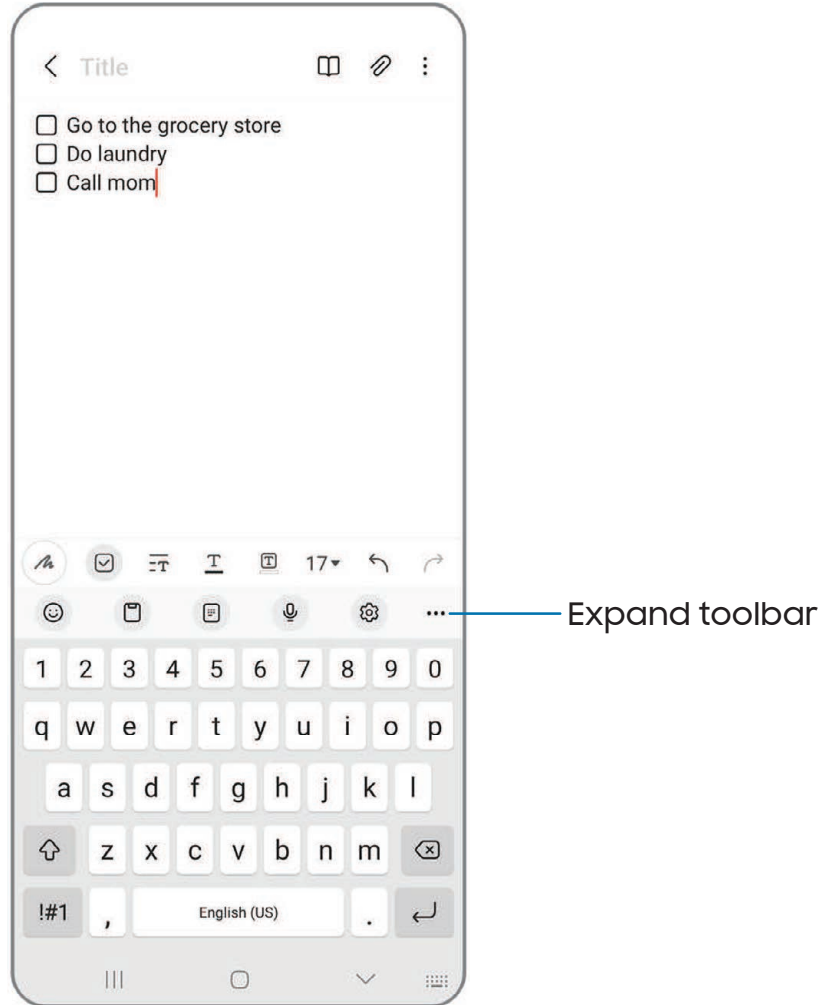 Title
Go to the grocery store
Do laundry
Call mom
T T T 17
Expand toolbar
1 2 3 4 5 6 7 8 9 0
q w e r t y u i o p
a s d f g h j k l
z x c v b n m
!#1 , English (US) .